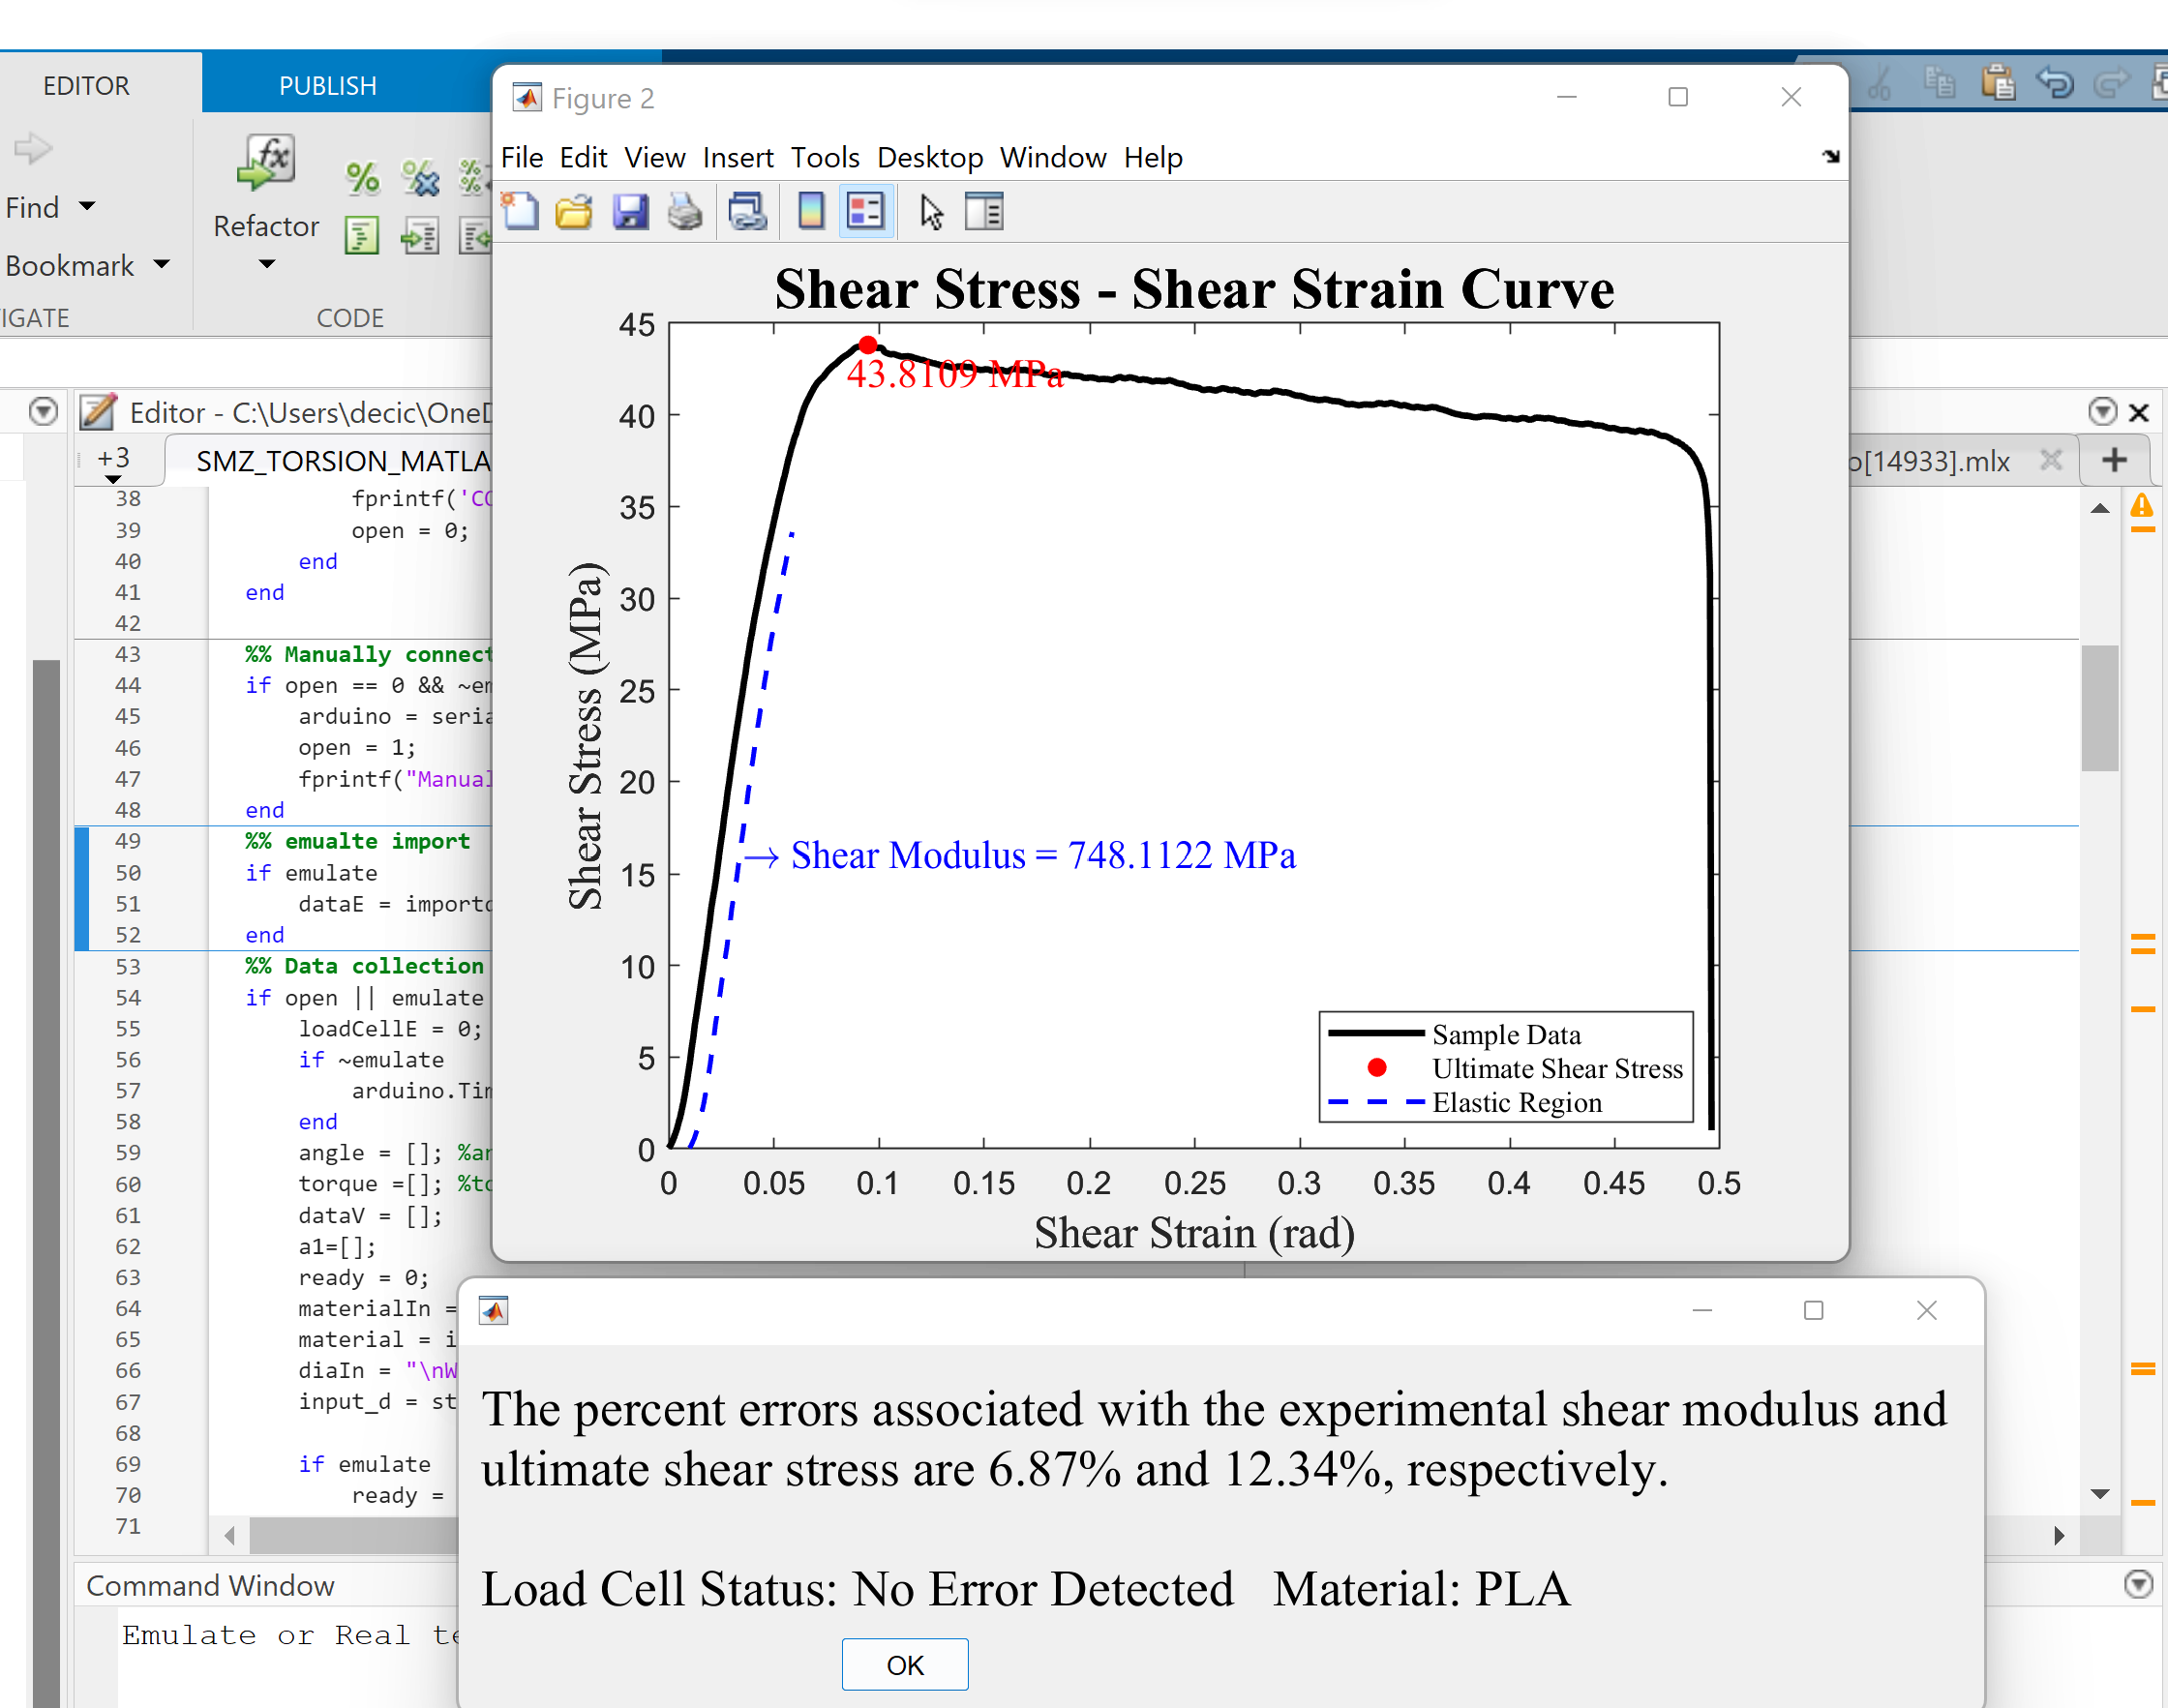 EDITOR
PUBLISH
Find
Bookmark
Refactor
IGATE
CODE
Figure 2
File Edit View Insert Tools Desktop Window Help
Shear Stress - Shear Strain Curve
45
40
35
30
25
20
15
10
5
0
0 0.05 0.1 0.15 0.2 0.25 0.3 0.35 0.4 0.45 0.5
Shear Stress (MPa)
Shear Strain (rad)
43.8109 MPa
→ Shear Modulus = 748.1122 MPa
Sample Data
Ultimate Shear Stress
Elastic Region
Editor - C:\Users\decic\OneD
+3
SMZ_TORSION_MATLA
o[14933].mlx
38 fprintf('CO
39 open = 0;
40 end
41 end
42
43 %% Manually connect
44 if open == 0 && ~em
45 arduino = seria
46 open = 1;
47 fprintf("Manual
48 end
49 %% emualte import
50 if emulate
51 dataE = importd
52 end
53 %% Data collection
54 if open || emulate
55 loadCellE = 0;
56 if ~emulate
57 arduino.Tim
58 end
59 angle = []; %an
60 torque =[]; %to
61 dataV = [];
62 a1=[];
63 ready = 0;
64 materialIn =
65 material = i
66 diaIn = "\nW
67 input_d = st
68
69 if emulate
70 ready =
71
The percent errors associated with the experimental shear modulus and
ultimate shear stress are 6.87% and 12.34%, respectively.
Load Cell Status: No Error Detected Material: PLA
OK
Command Window
Emulate or Real te